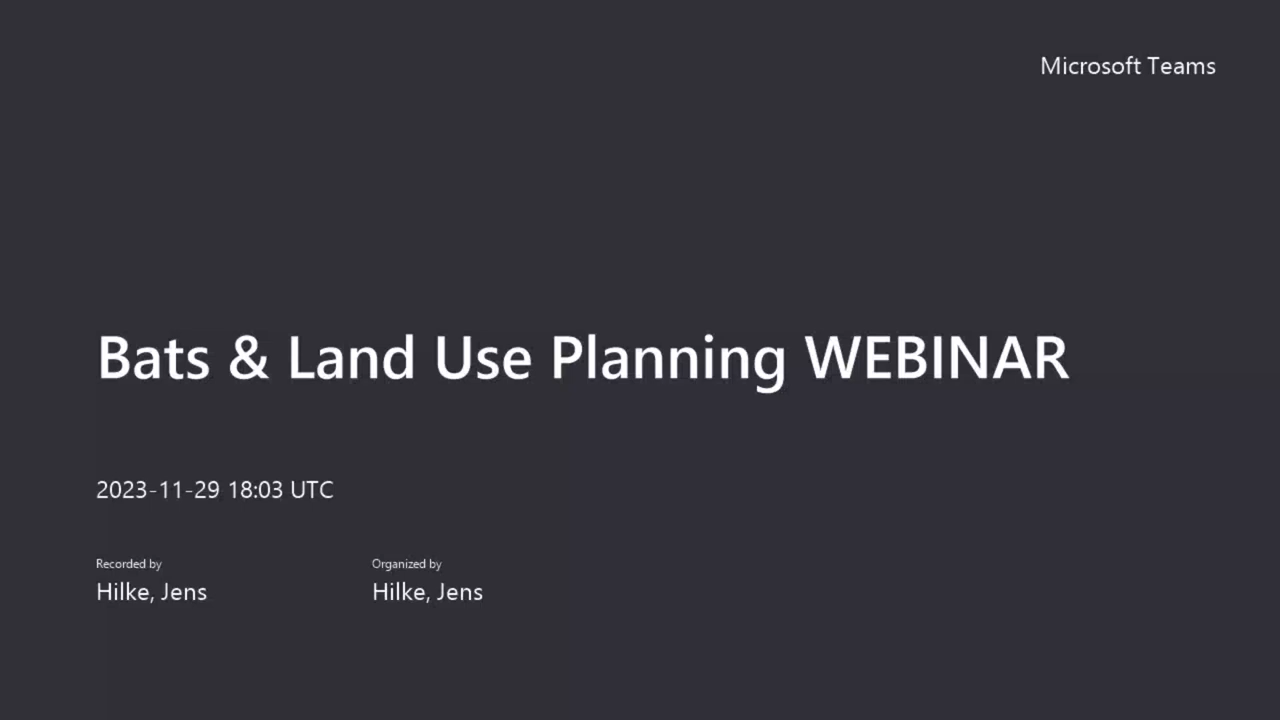 Microsoft Teams
Bats & Land Use Planning WEBINAR
2023-11-29 18:03 UTC
Recorded by
Hilke, Jens
Organized by
Hilke, Jens